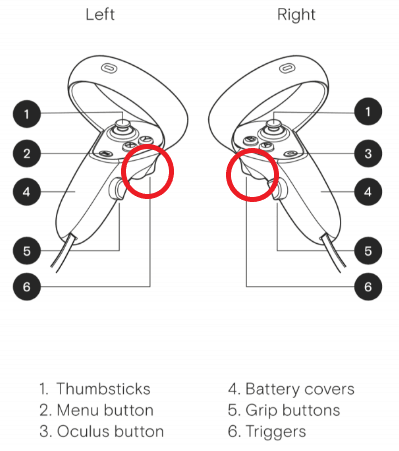 Left Right
1 1
2 3
4 4
5 5
6 6
1. Thumbsticks
2. Menu button
3. Oculus button
4. Battery covers
5. Grip buttons
6. Triggers